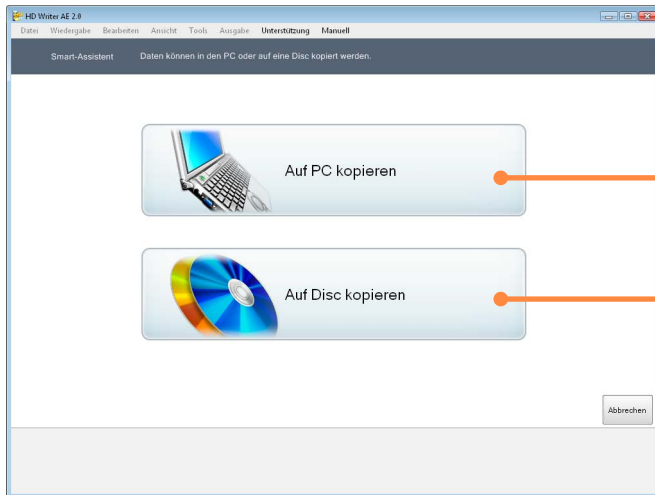 HD Writer AE 2.0
Datei Wiedergabe Bearbeiten Ansicht Tools Ausgabe Unterstützung Manuell
Smart-Assistent Daten können in den PC oder auf eine Disc kopiert werden.
Auf PC kopieren
Auf Disc kopieren
Abbrechen